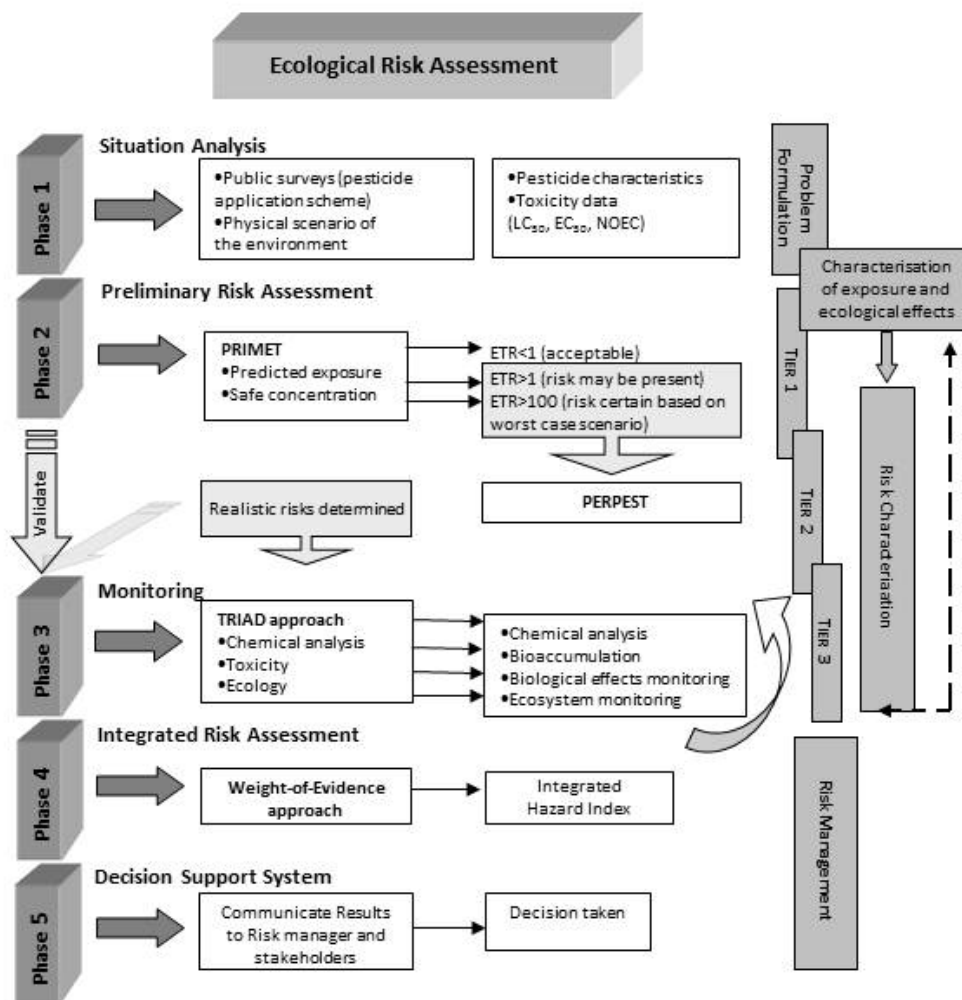 Ecological Risk Assessment
Phase 1
Situation Analysis
•Public surveys (pesticide
application scheme)
•Physical scenario of
the environment
•Pesticide characteristics
•Toxicity data
(LC₅₀, EC₅₀, NOEC)
Problem
Formulation
Characterisation
of exposure and
ecological effects
Phase 2
Preliminary Risk Assessment
PRIMET
•Predicted exposure
•Safe concentration
ETR<1 (acceptable)
ETR>1 (risk may be present)
ETR>100 (risk certain based on
worst case scenario)
PERPEST
TIER 1
TIER 2
TIER 3
Risk Characteriaation
Validate
Realistic risks determined
Phase 3
Monitoring
TRIAD approach
•Chemical analysis
•Toxicity
•Ecology
•Chemical analysis
•Bioaccumulation
•Biological effects monitoring
•Ecosystem monitoring
Phase 4
Integrated Risk Assessment
Weight-of-Evidence
approach
Integrated
Hazard Index
Risk Management
Phase 5
Decision Support System
Communicate Results
to Risk manager and
stakeholders
Decision taken